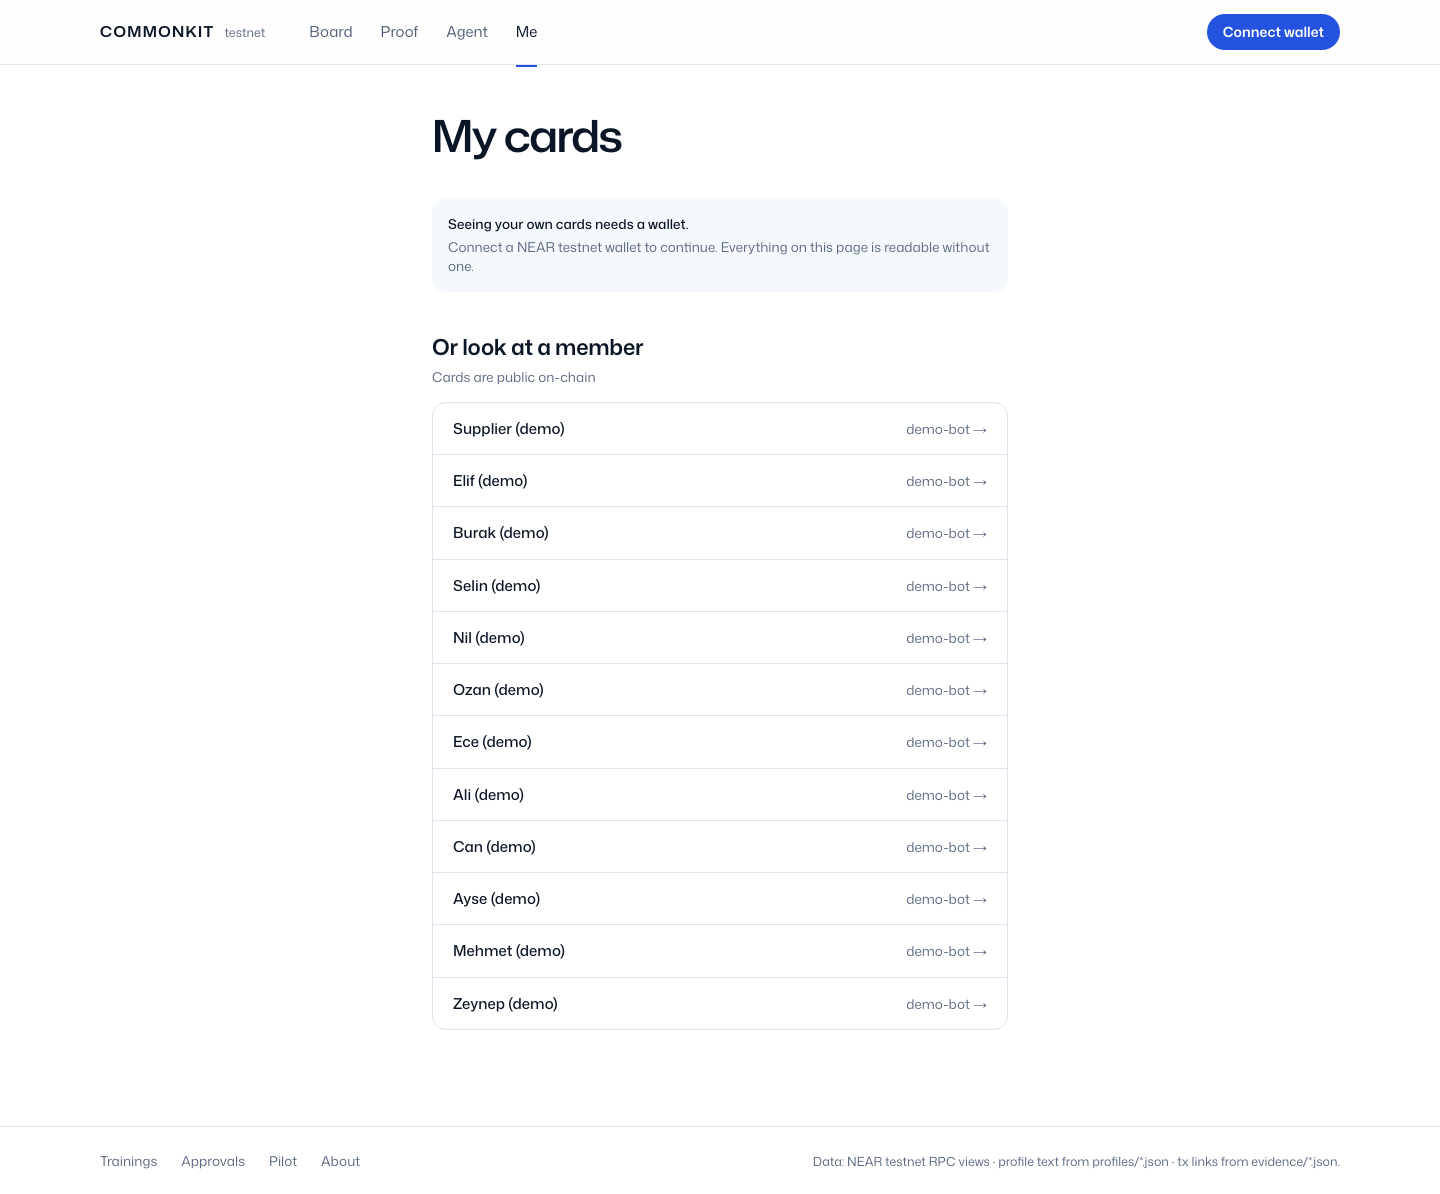 COMMONKIT testnet Board Proof Agent Me Connect wallet
My cards
Seeing your own cards needs a wallet.
Connect a NEAR testnet wallet to continue. Everything on this page is readable without
one.
Or look at a member
Cards are public on-chain
Supplier (demo) demo-bot →
Elif (demo) demo-bot →
Burak (demo) demo-bot →
Selin (demo) demo-bot →
Nil (demo) demo-bot →
Ozan (demo) demo-bot →
Ece (demo) demo-bot →
Ali (demo) demo-bot →
Can (demo) demo-bot →
Ayse (demo) demo-bot →
Mehmet (demo) demo-bot →
Zeynep (demo) demo-bot →
Trainings Approvals Pilot About Data: NEAR testnet RPC views · profile text from profiles/*.json · tx links from evidence/*.json.